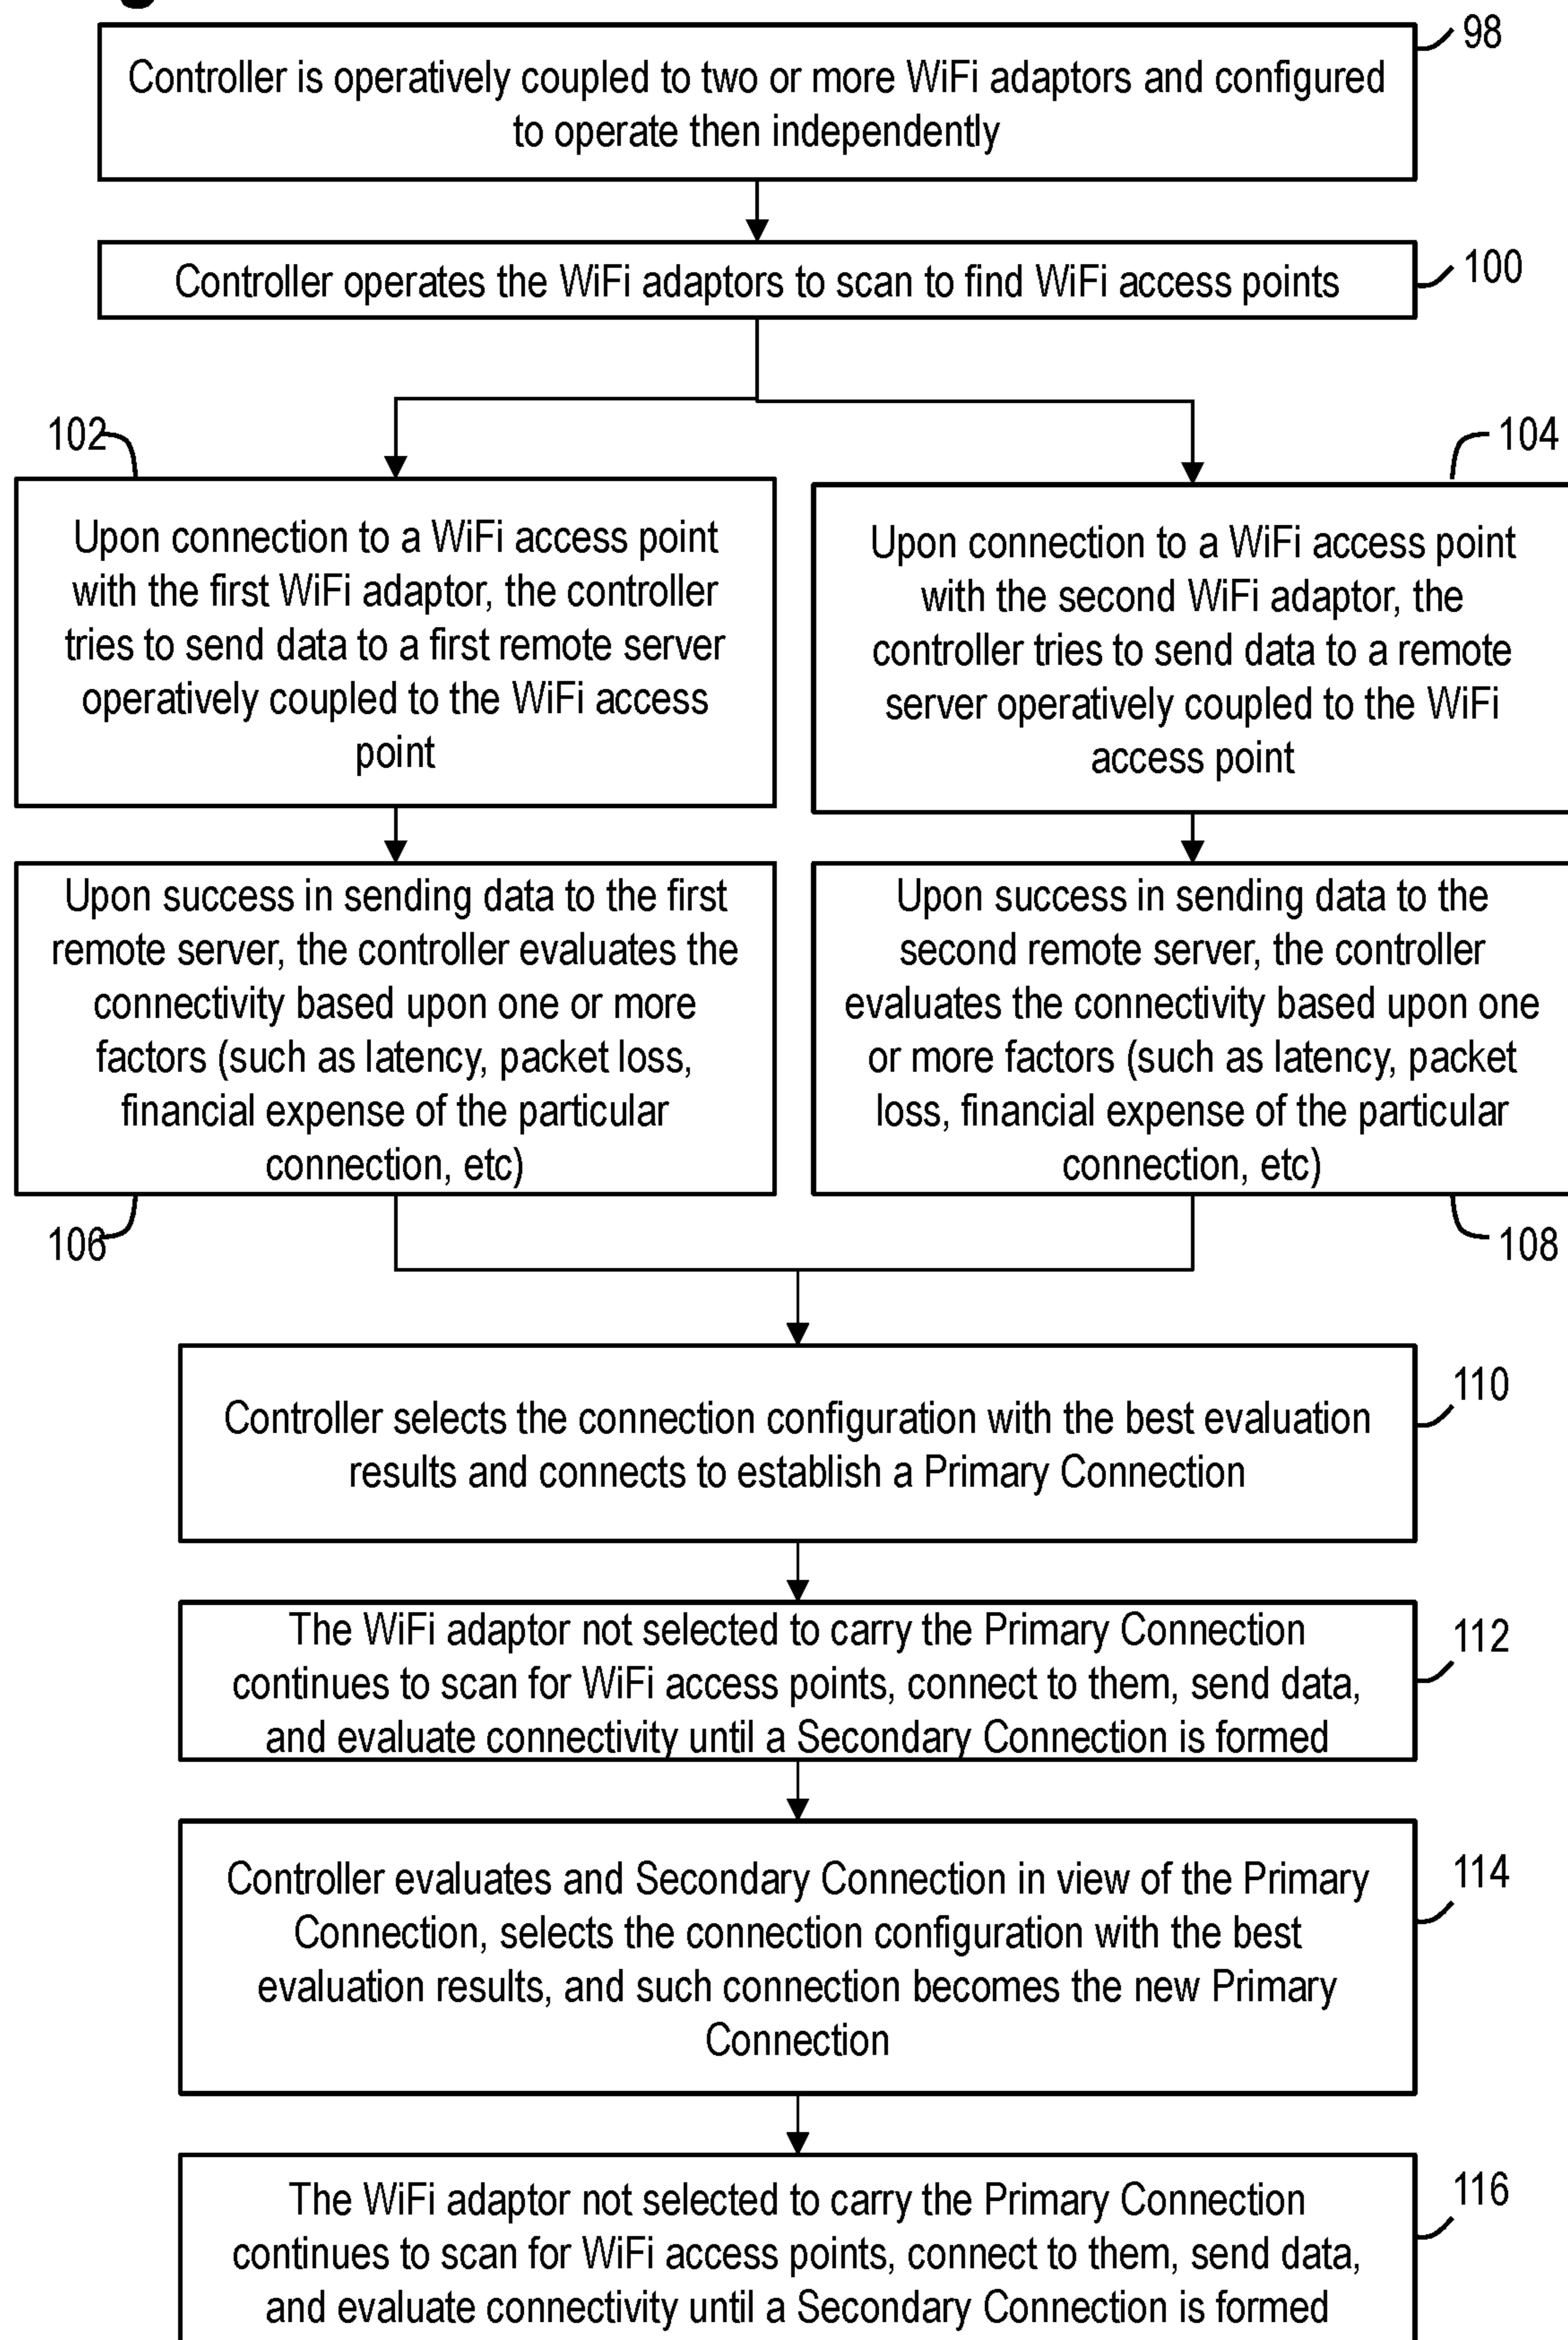 98
Controller is operatively coupled to two or more WiFi adaptors and configured
to operate then independently
100
Controller operates the WiFi adaptors to scan to find WiFi access points
102
Upon connection to a WiFi access point
with the first WiFi adaptor, the controller
tries to send data to a first remote server
operatively coupled to the WiFi access
point
104
Upon connection to a WiFi access point
with the second WiFi adaptor, the
controller tries to send data to a remote
server operatively coupled to the WiFi
access point
Upon success in sending data to the first
remote server, the controller evaluates the
connectivity based upon one or more
factors (such as latency, packet loss,
financial expense of the particular
connection, etc)
106
Upon success in sending data to the
second remote server, the controller
evaluates the connectivity based upon one
or more factors (such as latency, packet
loss, financial expense of the particular
connection, etc)
108
110
Controller selects the connection configuration with the best evaluation
results and connects to establish a Primary Connection
112
The WiFi adaptor not selected to carry the Primary Connection
continues to scan for WiFi access points, connect to them, send data,
and evaluate connectivity until a Secondary Connection is formed
114
Controller evaluates and Secondary Connection in view of the Primary
Connection, selects the connection configuration with the best
evaluation results, and such connection becomes the new Primary
Connection
116
The WiFi adaptor not selected to carry the Primary Connection
continues to scan for WiFi access points, connect to them, send data,
and evaluate connectivity until a Secondary Connection is formed